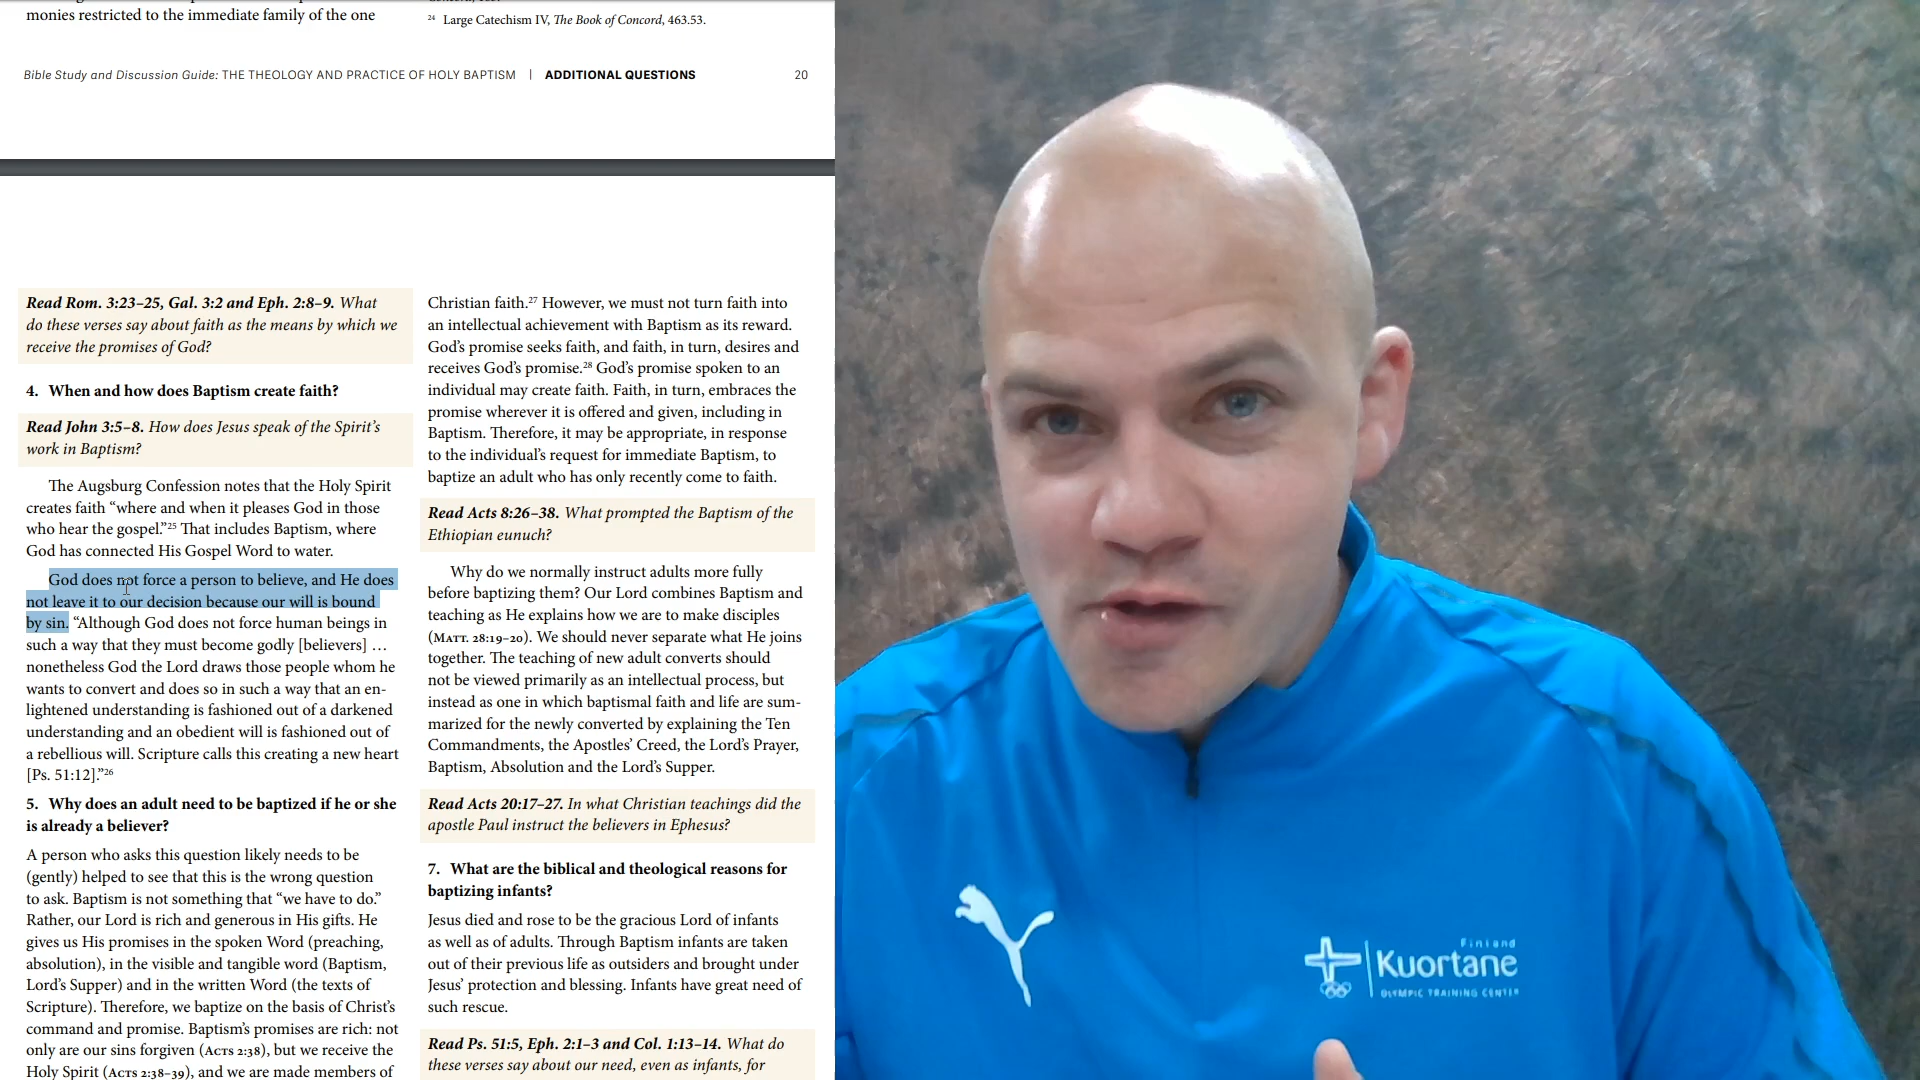 monies restricted to the immediate family of the one
24 Large Catechism IV, The Book of Concord, 463.53.
Bible Study and Discussion Guide: THE THEOLOGY AND PRACTICE OF HOLY BAPTISM | ADDITIONAL QUESTIONS 20
Read Rom. 3:23–25, Gal. 3:2 and Eph. 2:8–9. What
do these verses say about faith as the means by which we
receive the promises of God?
4. When and how does Baptism create faith?
Read John 3:5–8. How does Jesus speak of the Spirit’s
work in Baptism?
The Augsburg Confession notes that the Holy Spirit
creates faith “where and when it pleases God in those
who hear the gospel.”25 That includes Baptism, where
God has connected His Gospel Word to water.
God does not force a person to believe, and He does
not leave it to our decision because our will is bound
by sin. “Although God does not force human beings in
such a way that they must become godly [believers] …
nonetheless God the Lord draws those people whom he
wants to convert and does so in such a way that an en-
lightened understanding is fashioned out of a darkened
understanding and an obedient will is fashioned out of
a rebellious will. Scripture calls this creating a new heart
[Ps. 51:12].”26
5. Why does an adult need to be baptized if he or she
is already a believer?
A person who asks this question likely needs to be
(gently) helped to see that this is the wrong question
to ask. Baptism is not something that “we have to do.”
Rather, our Lord is rich and generous in His gifts. He
gives us His promises in the spoken Word (preaching,
absolution), in the visible and tangible word (Baptism,
Lord’s Supper) and in the written Word (the texts of
Scripture). Therefore, we baptize on the basis of Christ’s
command and promise. Baptism’s promises are rich: not
only are our sins forgiven (Acts 2:38), but we receive the
Holy Spirit (Acts 2:38–39), and we are made members of
Christian faith.27 However, we must not turn faith into
an intellectual achievement with Baptism as its reward.
God’s promise seeks faith, and faith, in turn, desires and
receives God’s promise.28 God’s promise spoken to an
individual may create faith. Faith, in turn, embraces the
promise wherever it is offered and given, including in
Baptism. Therefore, it may be appropriate, in response
to the individual’s request for immediate Baptism, to
baptize an adult who has only recently come to faith.
Read Acts 8:26–38. What prompted the Baptism of the
Ethiopian eunuch?
Why do we normally instruct adults more fully
before baptizing them? Our Lord combines Baptism and
teaching as He explains how we are to make disciples
(Matt. 28:19–20). We should never separate what He joins
together. The teaching of new adult converts should
not be viewed primarily as an intellectual process, but
instead as one in which baptismal faith and life are sum-
marized for the newly converted by explaining the Ten
Commandments, the Apostles’ Creed, the Lord’s Prayer,
Baptism, Absolution and the Lord’s Supper.
Read Acts 20:17–27. In what Christian teachings did the
apostle Paul instruct the believers in Ephesus?
7. What are the biblical and theological reasons for
baptizing infants?
Jesus died and rose to be the gracious Lord of infants
as well as of adults. Through Baptism infants are taken
out of their previous life as outsiders and brought under
Jesus’ protection and blessing. Infants have great need of
such rescue.
Read Ps. 51:5, Eph. 2:1–3 and Col. 1:13–14. What do
these verses say about our need, even as infants, for
Finland
Kuortane
OLYMPIC TRAINING CENTER